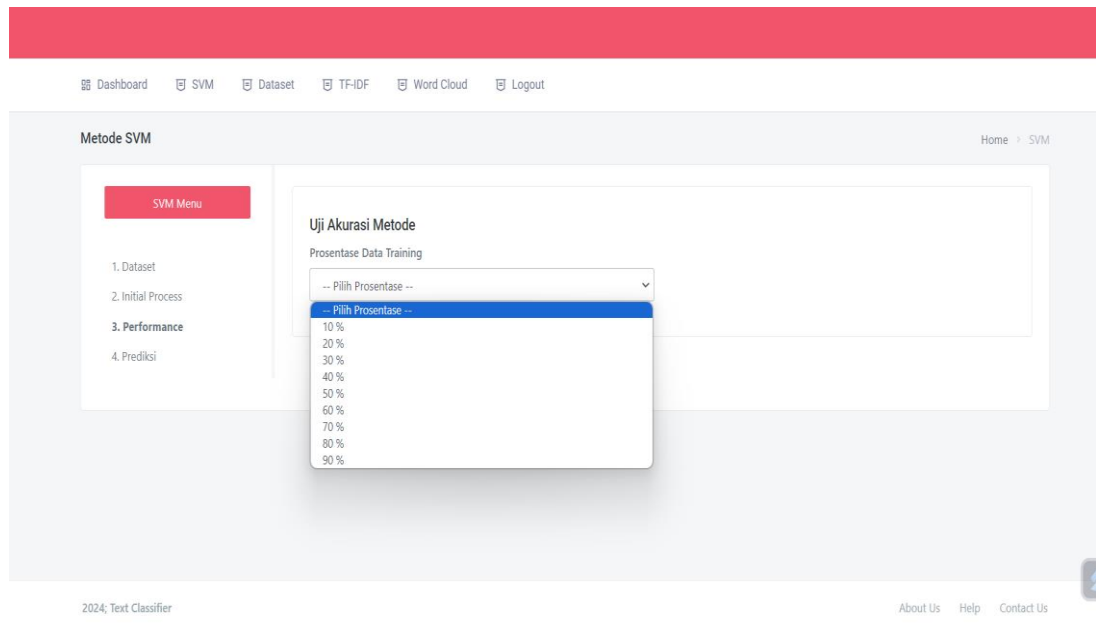 Dashboard SVM Dataset TF-IDF Word Cloud Logout
Metode SVM
Home > SVM
SVM Menu
1. Dataset
2. Initial Process
3. Performance
4. Prediksi
Uji Akurasi Metode
Prosentase Data Training
-- Pilih Prosentase --
-- Pilih Prosentase --
10 %
20 %
30 %
40 %
50 %
60 %
70 %
80 %
90 %
2024; Text Classifier
About Us Help Contact Us